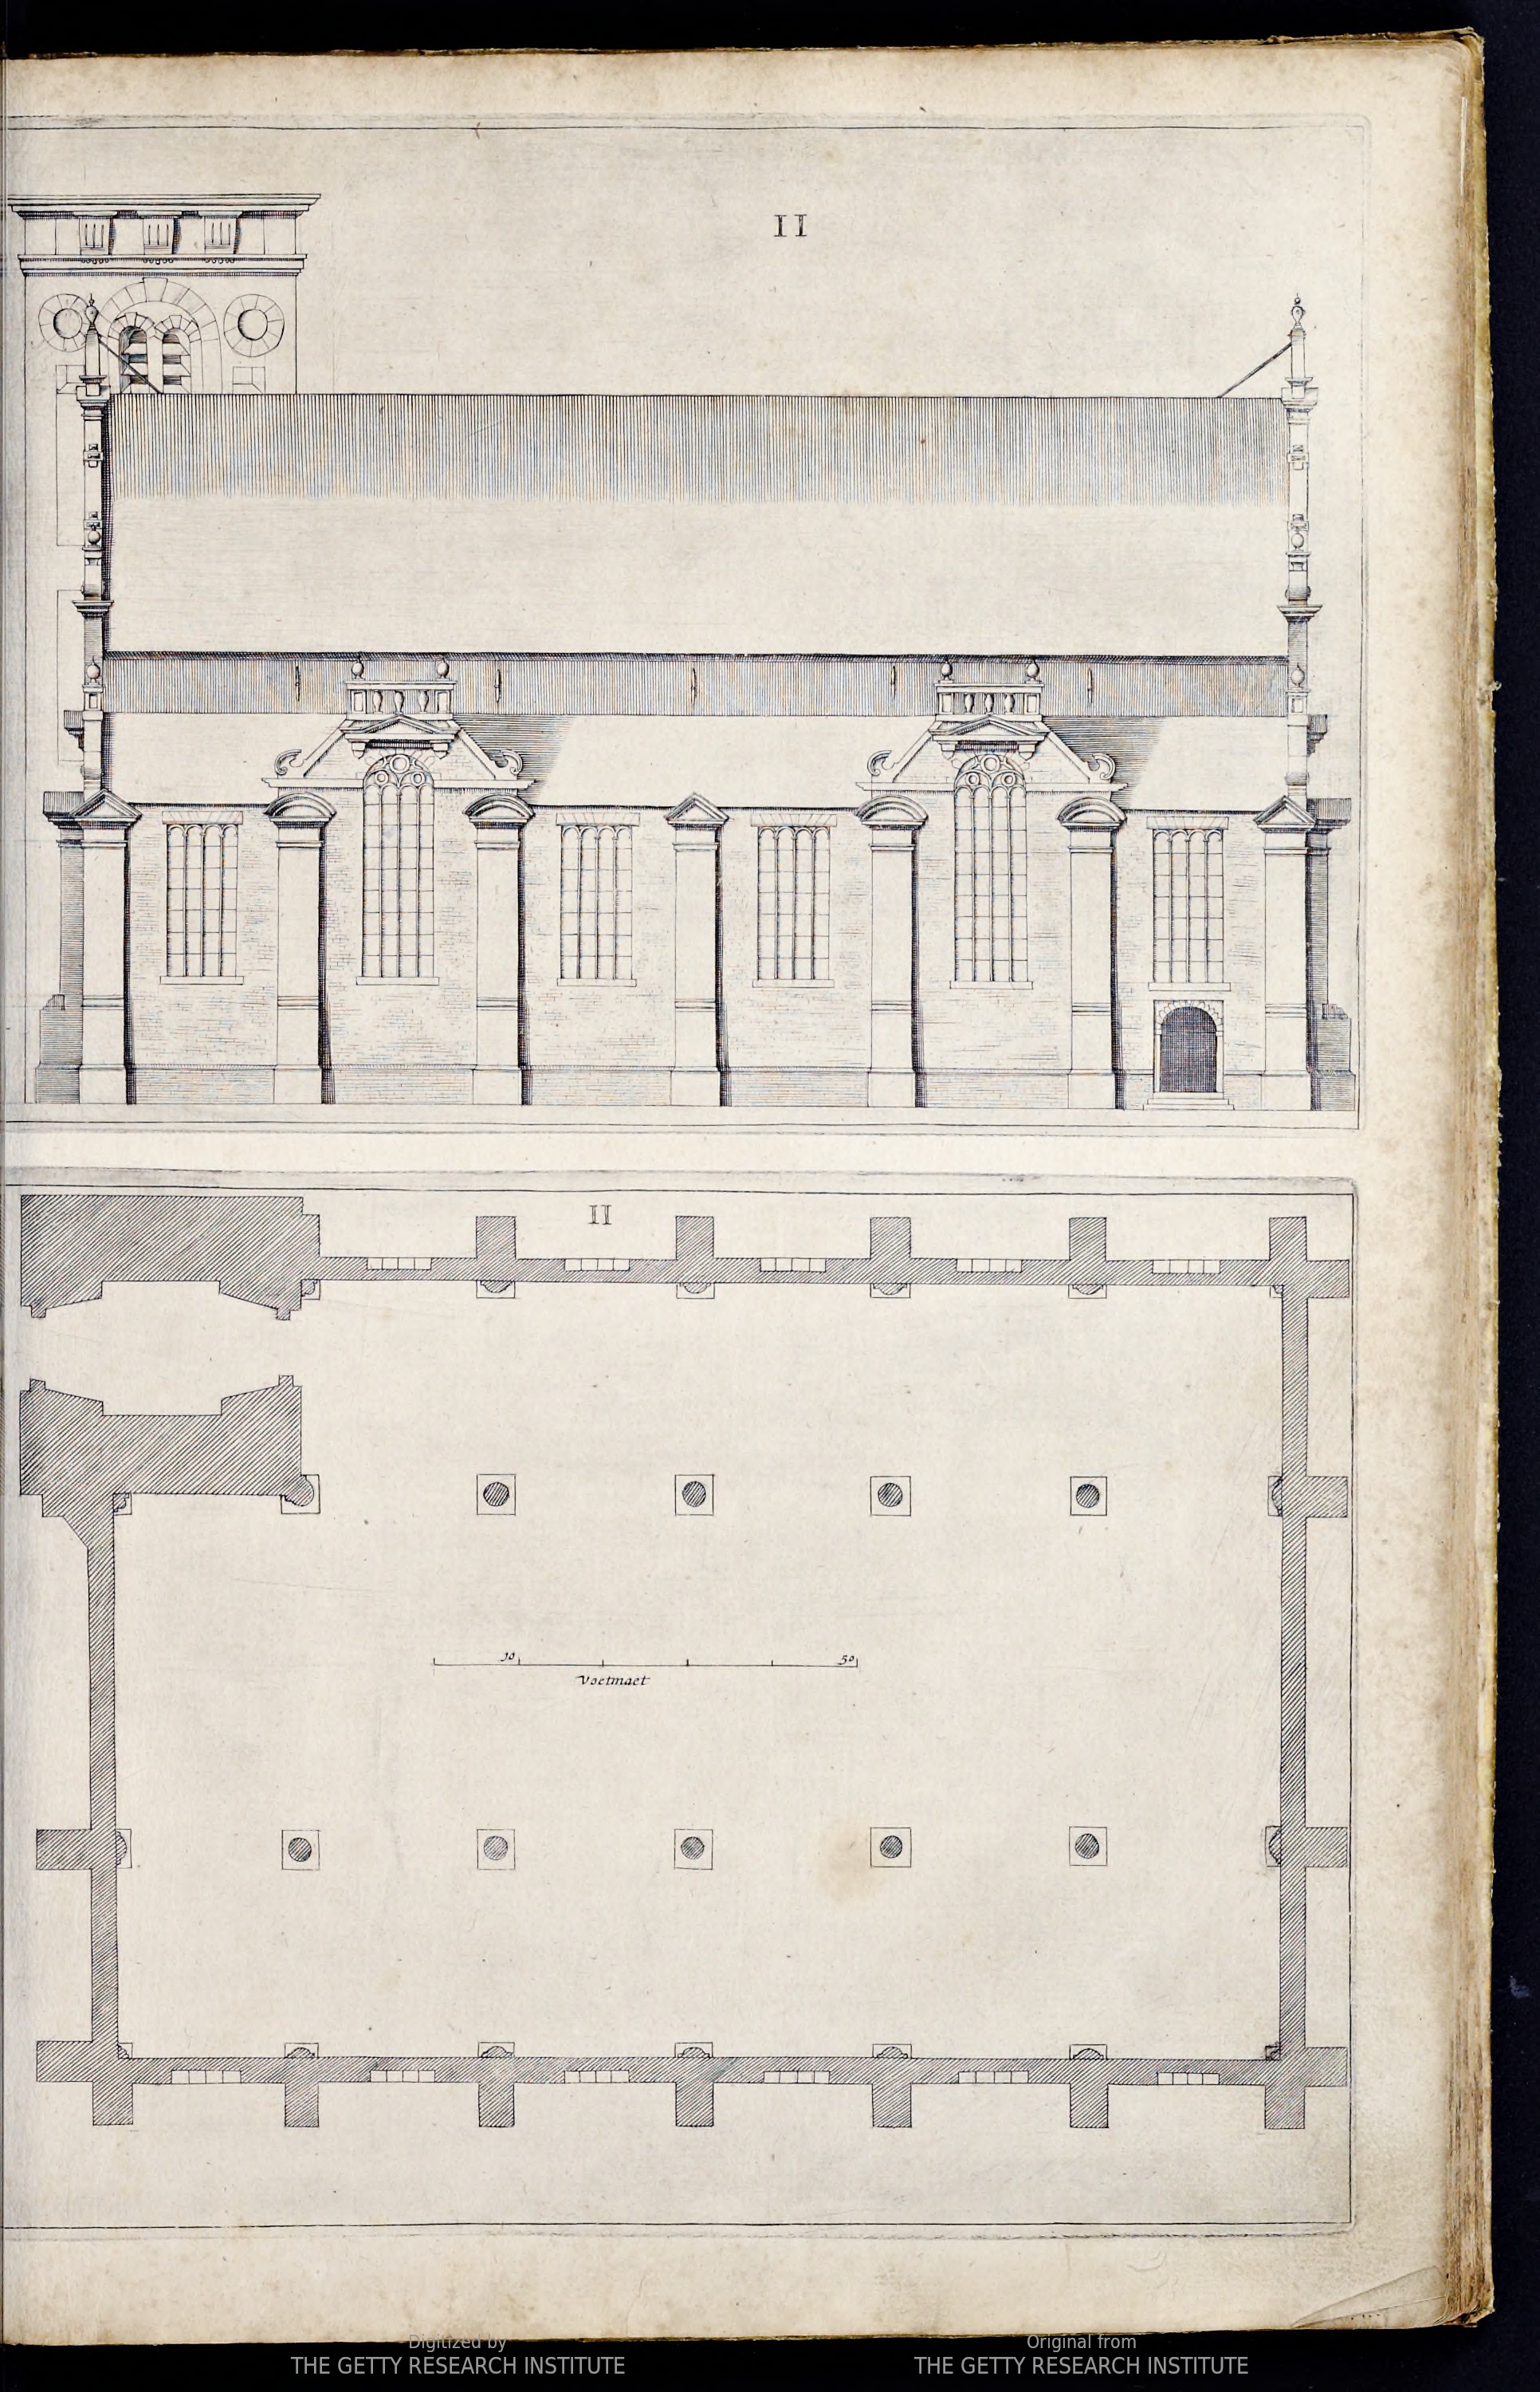 II
II
10 50
Voetmaet
Digitized by
THE GETTY RESEARCH INSTITUTE
Original from
THE GETTY RESEARCH INSTITUTE